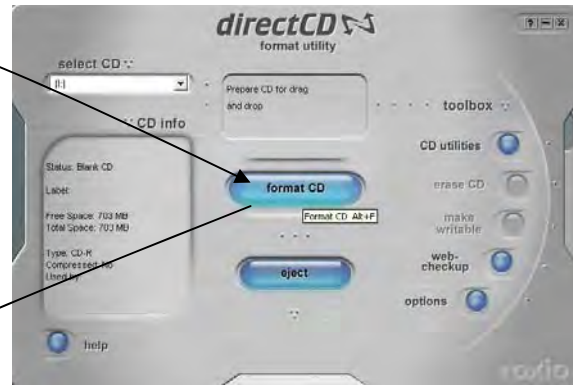 directCD
format utility
select CD
(I:)
CD info
Status: Blank CD
Label:
Free Space: 703 MB
Total Space: 703 MB
Type: CD-R
Compressed: No
Used by:
help
Prepare CD for drag
and drop
format CD
Format CD Alt+F
eject
toolbox
CD utilities
erase CD
make
writable
web-
checkup
options
roxio